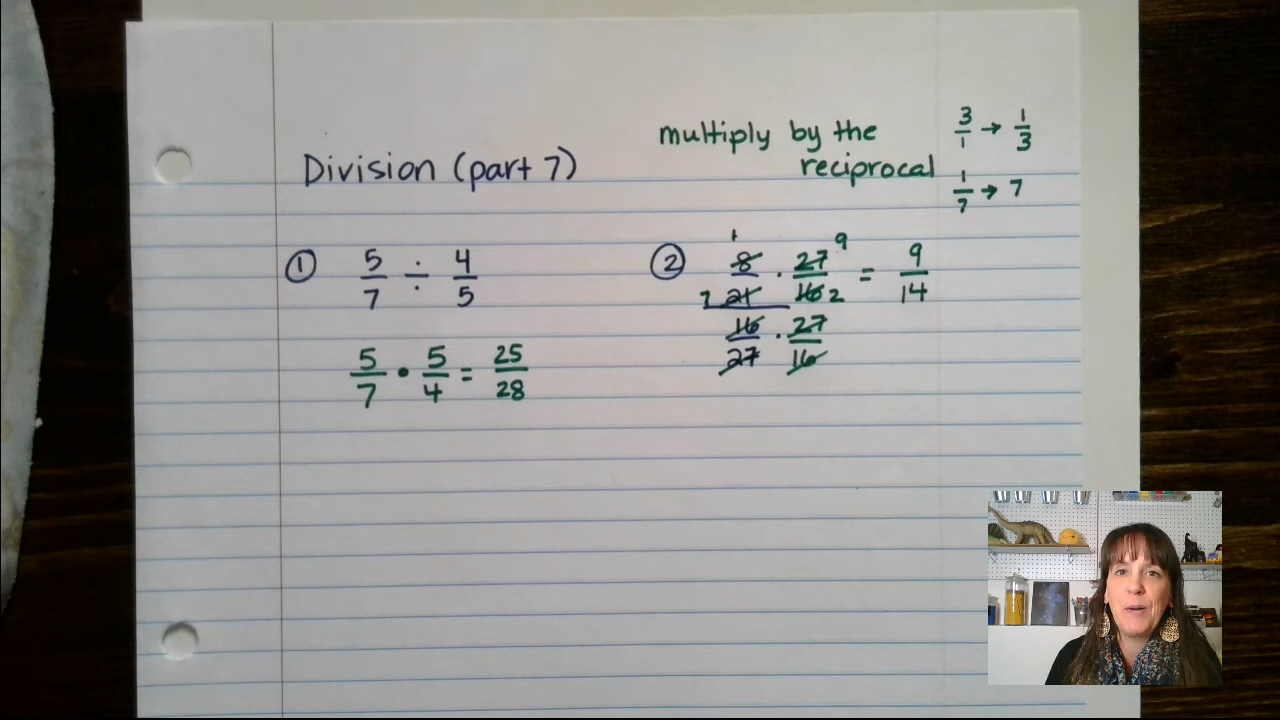 Division (part 7)
multiply by the
reciprocal
3/1 → 1/3
1/7 → 7
① 5/7 ÷ 4/5
5/7 • 5/4 = 25/28
② 1 8/21 7 · 27/16 9 2 = 9/14
16/27 · 27/16